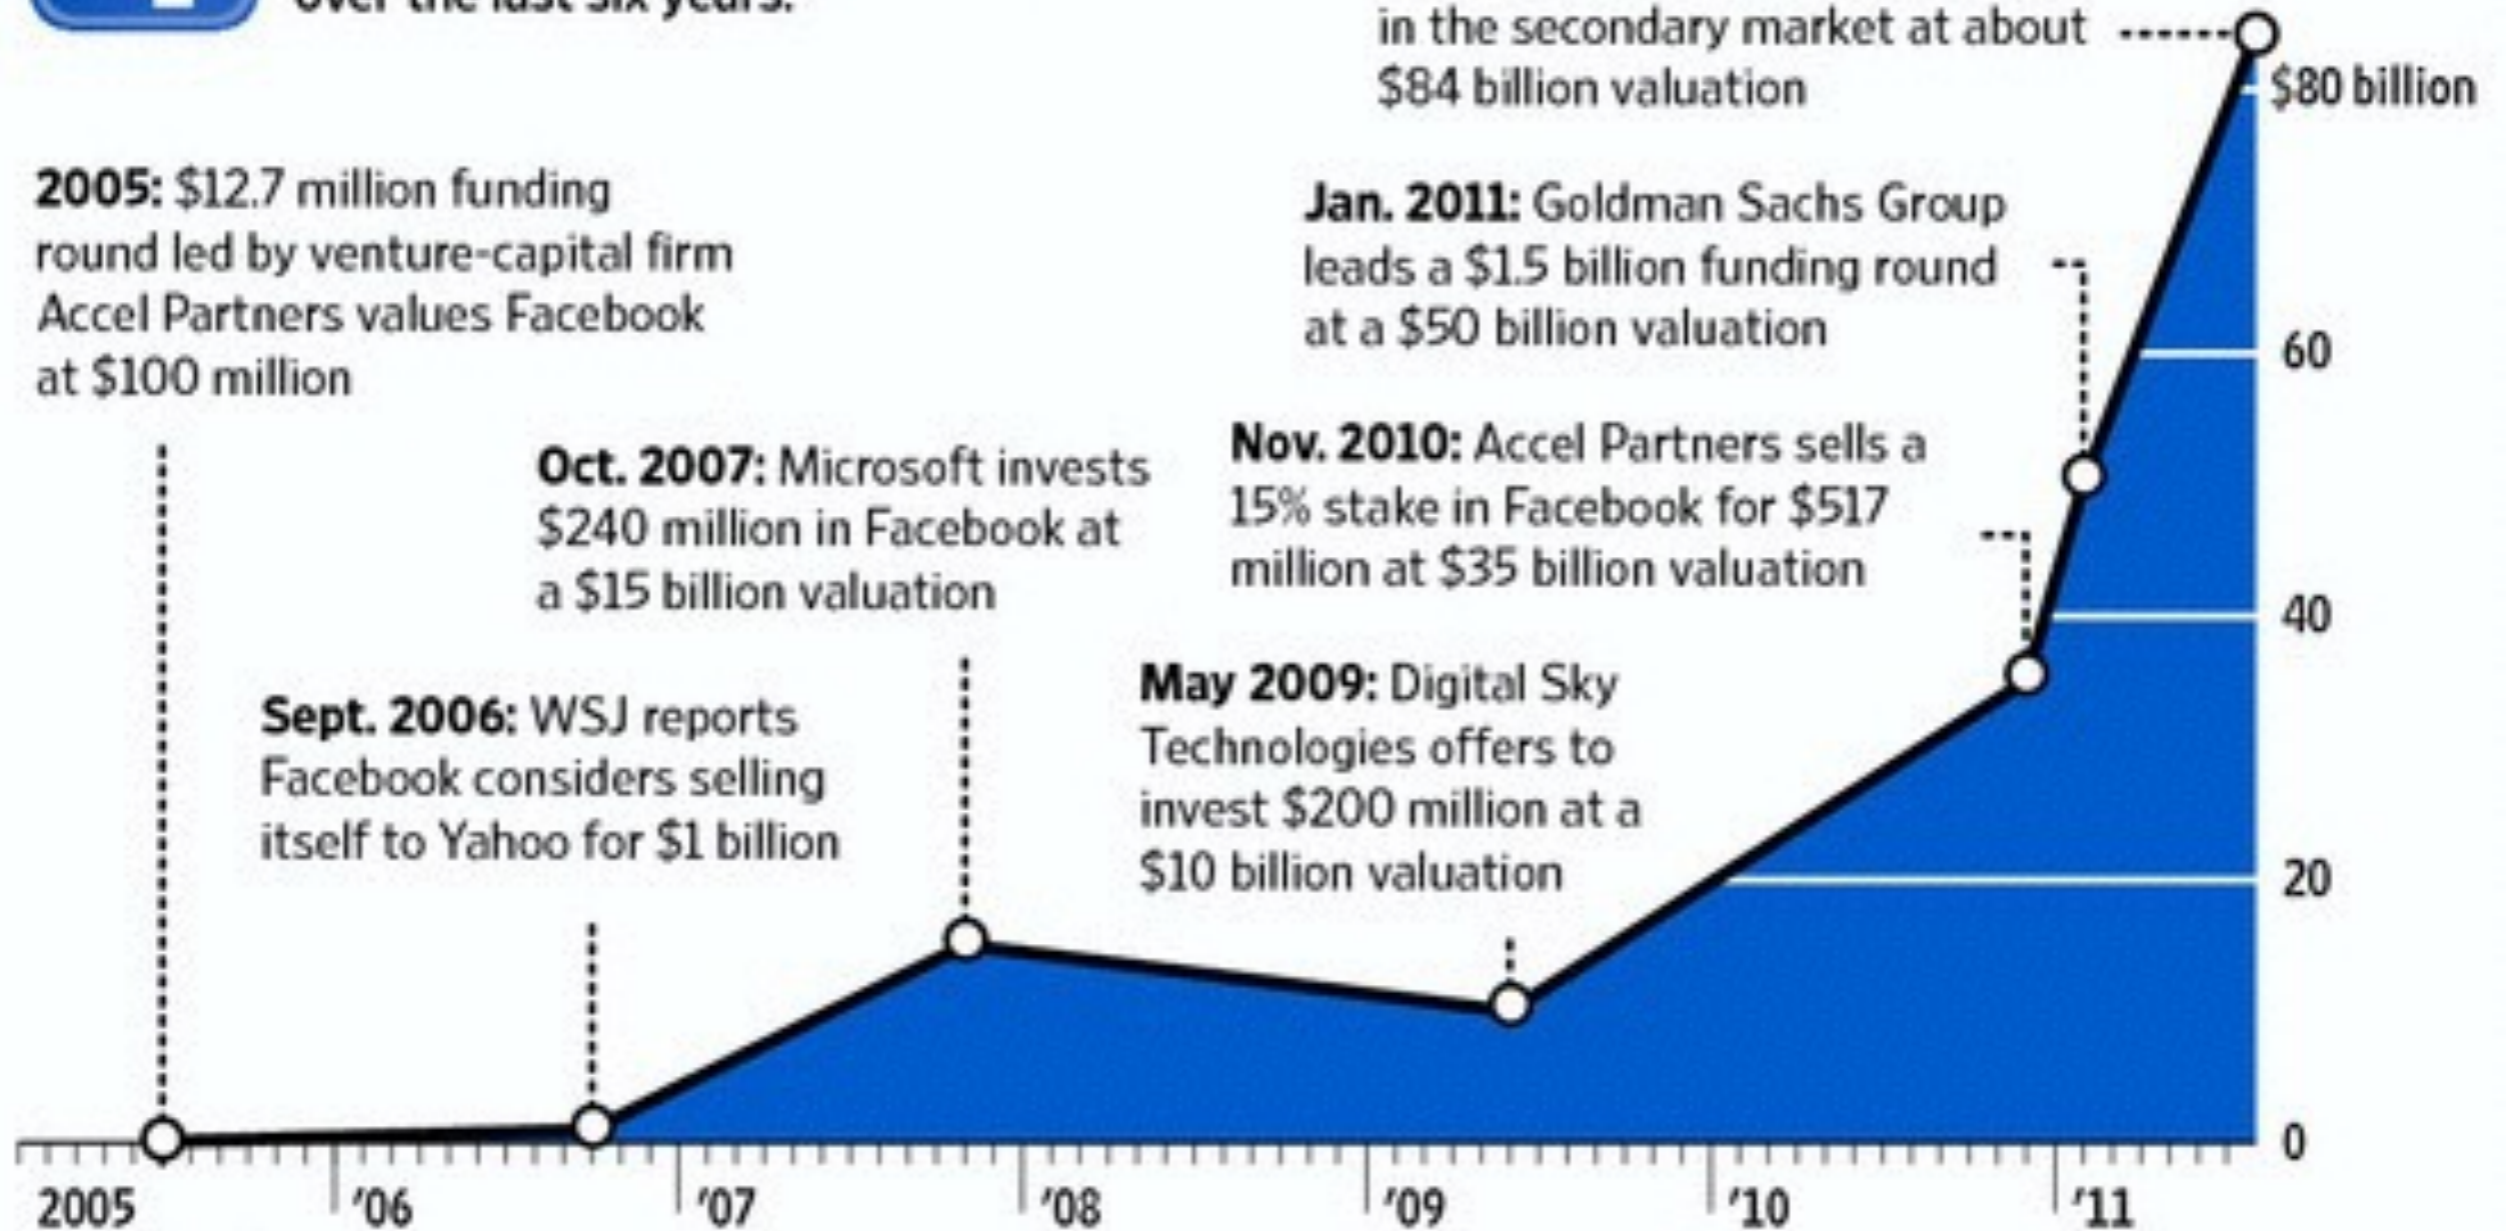 over the last six years.
in the secondary market at about
$84 billion valuation
$80 billion
2005: $12.7 million funding
round led by venture-capital firm
Accel Partners values Facebook
at $100 million
Jan. 2011: Goldman Sachs Group
leads a $1.5 billion funding round
at a $50 billion valuation
60
Oct. 2007: Microsoft invests
$240 million in Facebook at
a $15 billion valuation
Nov. 2010: Accel Partners sells a
15% stake in Facebook for $517
million at $35 billion valuation
40
Sept. 2006: WSJ reports
Facebook considers selling
itself to Yahoo for $1 billion
May 2009: Digital Sky
Technologies offers to
invest $200 million at a
$10 billion valuation
20
0
2005 '06 '07 '08 '09 '10 '11